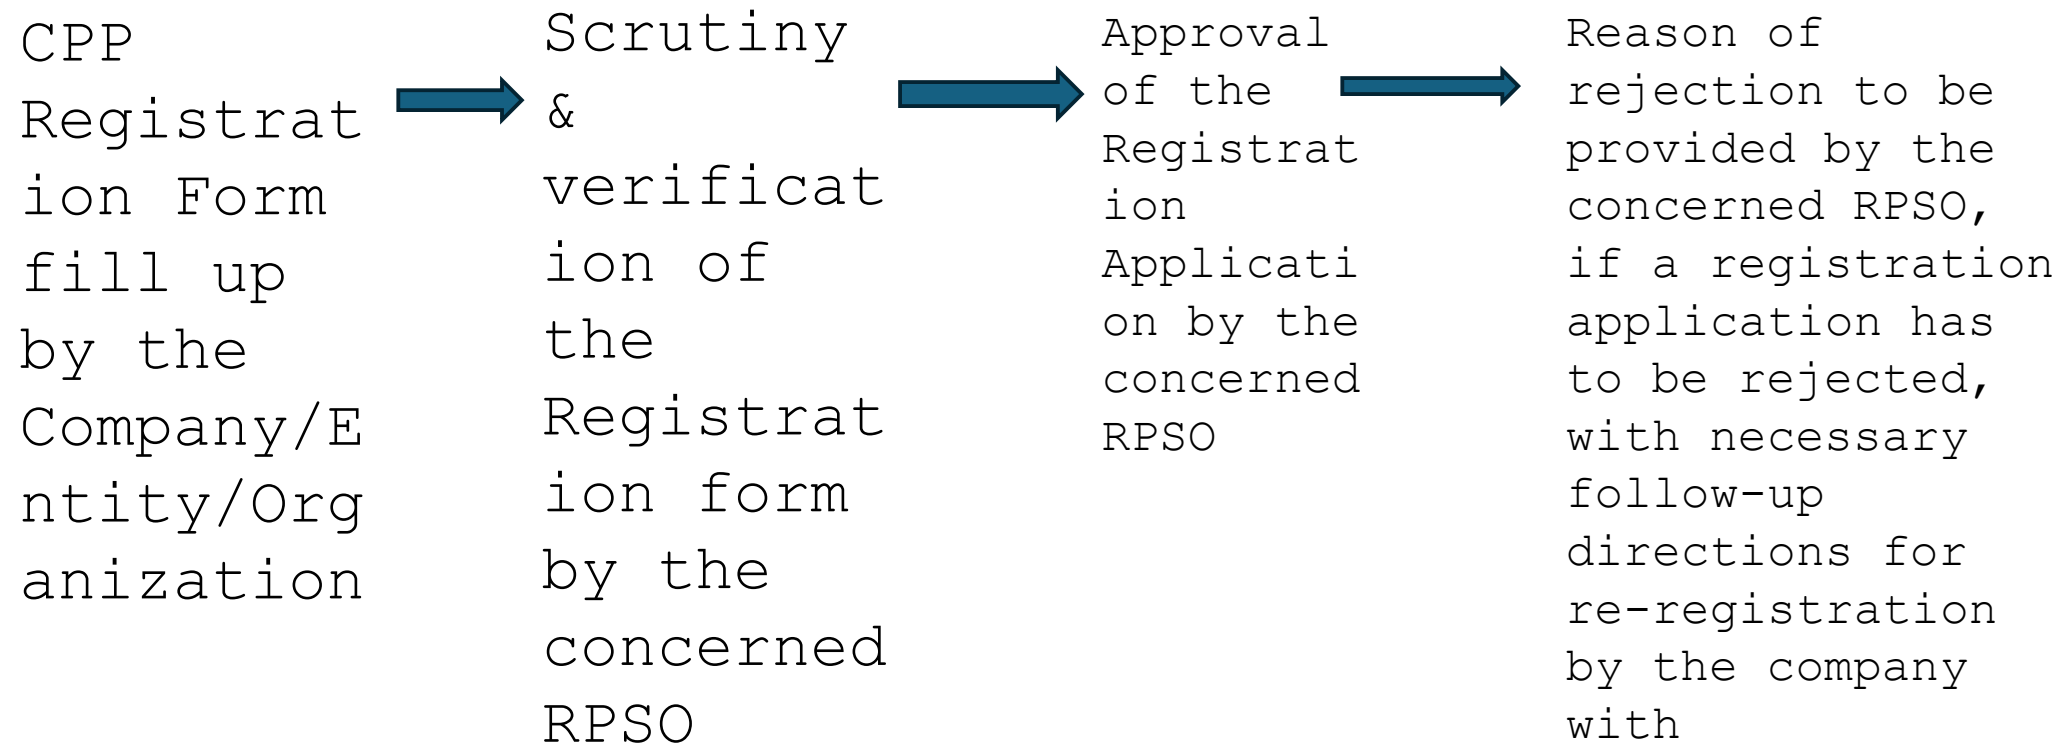 CPP
Registrat
ion Form
fill up
by the
Company/E
ntity/Org
anization
Scrutiny
&
verificat
ion of
the
Registrat
ion form
by the
concerned
RPSO
Approval
of the
Registrat
ion
Applicati
on by the
concerned
RPSO
Reason of
rejection to be
provided by the
concerned RPSO,
if a registration
application has
to be rejected,
with necessary
follow-up
directions for
re-registration
by the company
with